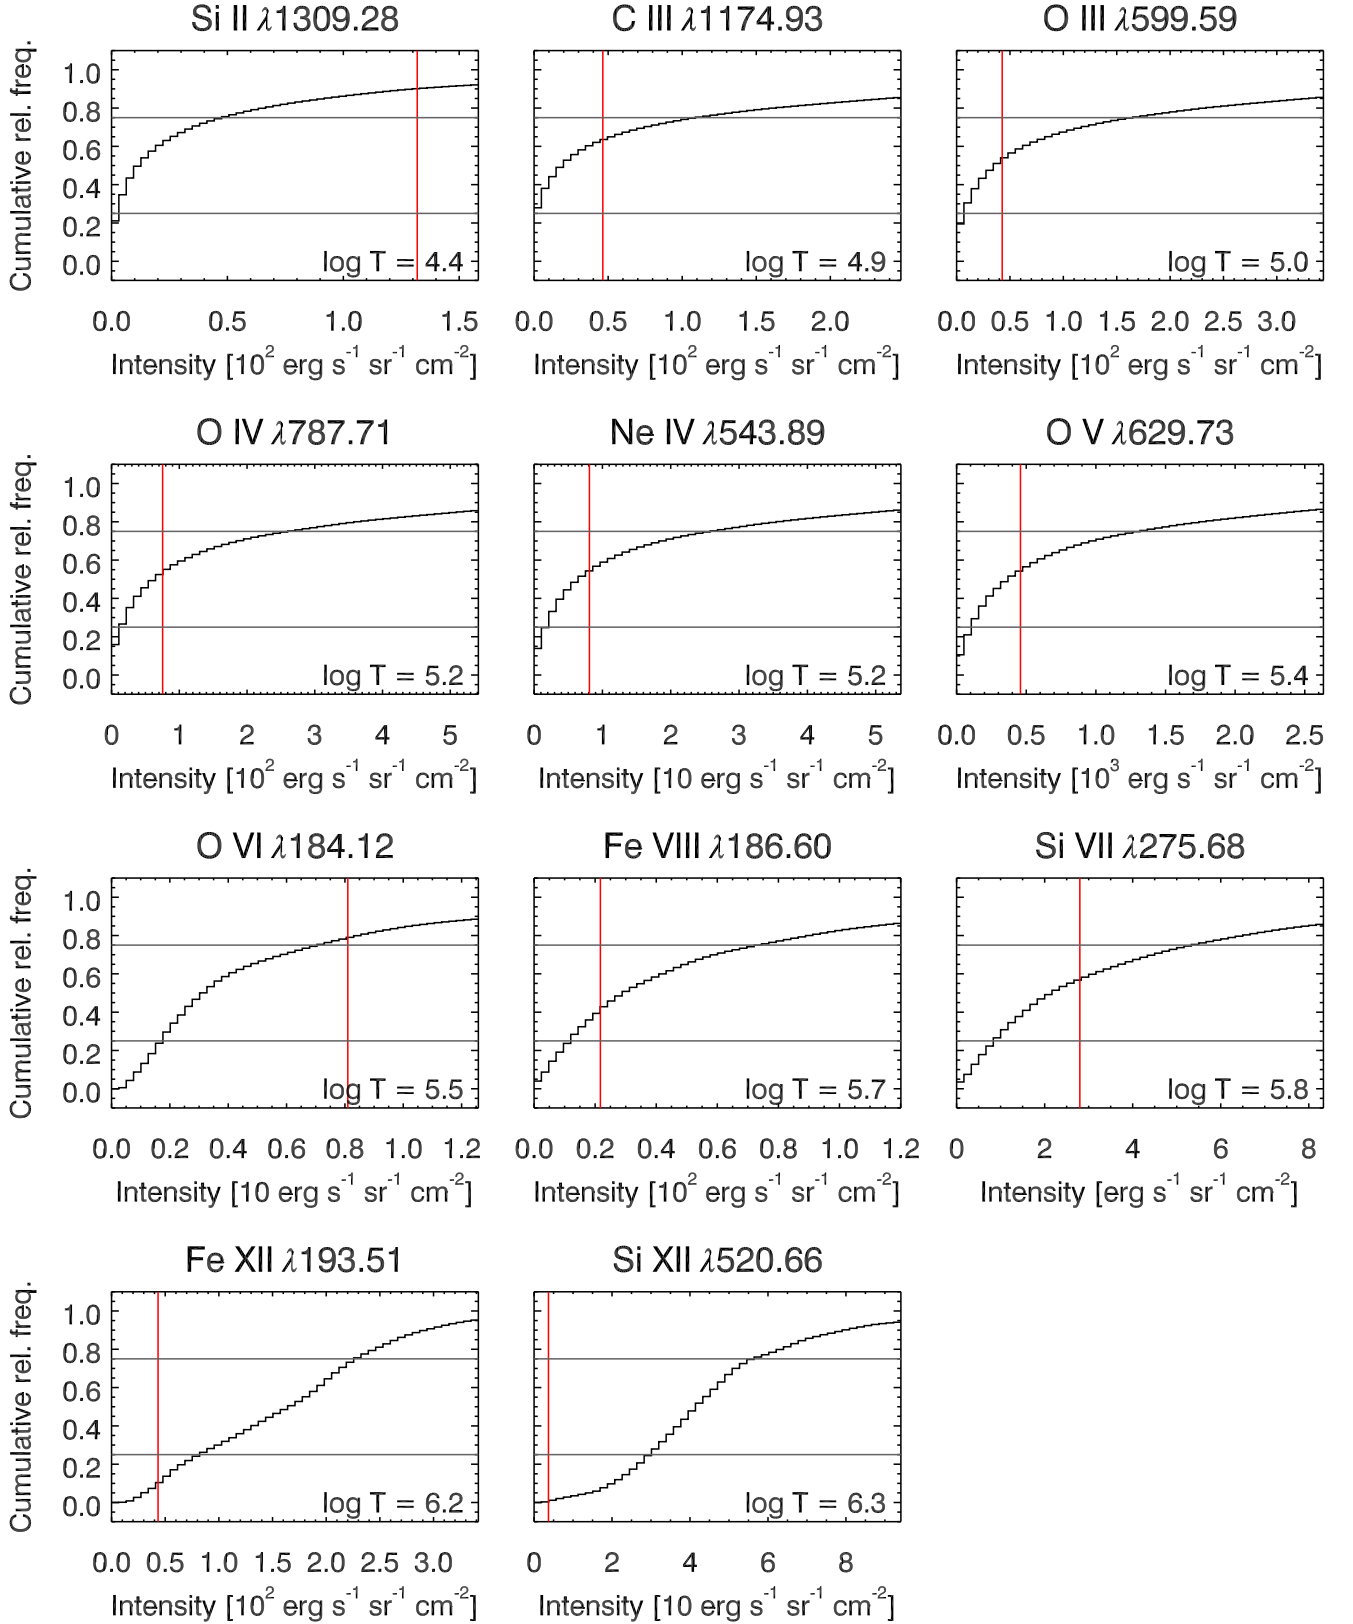 Si II λ1309.28
C III λ1174.93
O III λ599.59
Cumulative rel. freq.
1.0
0.8
0.6
0.4
0.2
0.0
log T = 4.4
log T = 4.9
log T = 5.0
0.0 0.5 1.0 1.5
0.0 0.5 1.0 1.5 2.0
0.0 0.5 1.0 1.5 2.0 2.5 3.0
Intensity [10² erg s⁻¹ sr⁻¹ cm⁻²]
Intensity [10² erg s⁻¹ sr⁻¹ cm⁻²]
Intensity [10² erg s⁻¹ sr⁻¹ cm⁻²]
O IV λ787.71
Ne IV λ543.89
O V λ629.73
Cumulative rel. freq.
1.0
0.8
0.6
0.4
0.2
0.0
log T = 5.2
log T = 5.2
log T = 5.4
0 1 2 3 4 5
0 1 2 3 4 5
0.0 0.5 1.0 1.5 2.0 2.5
Intensity [10² erg s⁻¹ sr⁻¹ cm⁻²]
Intensity [10 erg s⁻¹ sr⁻¹ cm⁻²]
Intensity [10³ erg s⁻¹ sr⁻¹ cm⁻²]
O VI λ184.12
Fe VIII λ186.60
Si VII λ275.68
Cumulative rel. freq.
1.0
0.8
0.6
0.4
0.2
0.0
log T = 5.5
log T = 5.7
log T = 5.8
0.0 0.2 0.4 0.6 0.8 1.0 1.2
0.0 0.2 0.4 0.6 0.8 1.0 1.2
0 2 4 6 8
Intensity [10 erg s⁻¹ sr⁻¹ cm⁻²]
Intensity [10² erg s⁻¹ sr⁻¹ cm⁻²]
Intensity [erg s⁻¹ sr⁻¹ cm⁻²]
Fe XII λ193.51
Si XII λ520.66
Cumulative rel. freq.
1.0
0.8
0.6
0.4
0.2
0.0
log T = 6.2
log T = 6.3
0.0 0.5 1.0 1.5 2.0 2.5 3.0
0 2 4 6 8
Intensity [10² erg s⁻¹ sr⁻¹ cm⁻²]
Intensity [10 erg s⁻¹ sr⁻¹ cm⁻²]